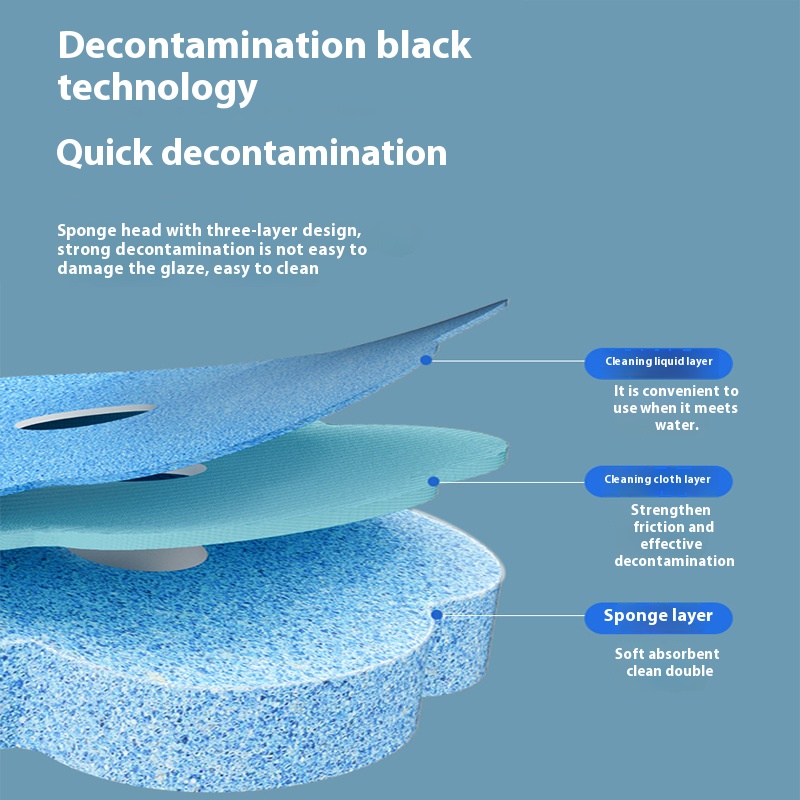 Decontamination black
technology
Quick decontamination
Sponge head with three-layer design,
strong decontamination is not easy to
damage the glaze, easy to clean
Cleaning liquid layer
It is convenient to
use when it meets
water.
Cleaning cloth layer
Strengthen
friction and
effective
decontamination
Sponge layer
Soft absorbent
clean double